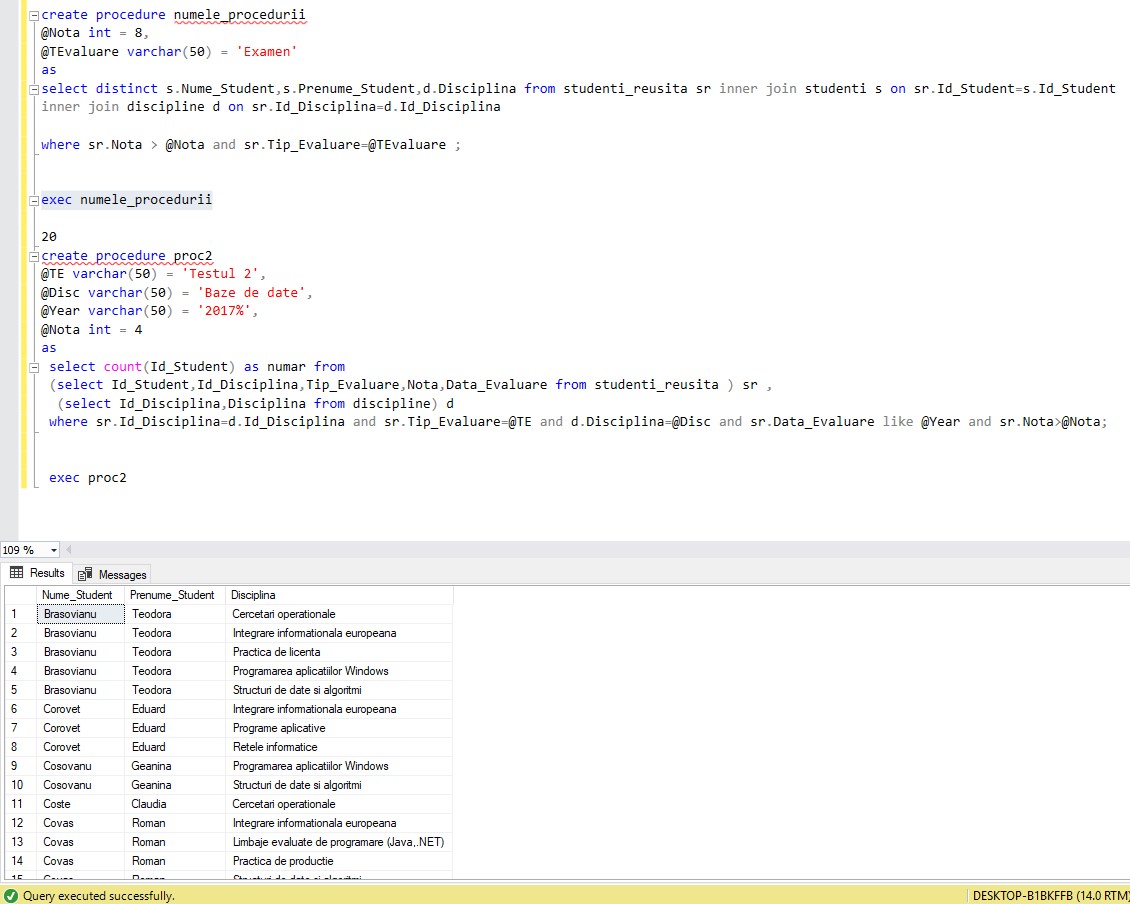 create procedure numele_procedurii
@Nota int = 8,
@TEvaluare varchar(50) = 'Examen'
as
select distinct s.Nume_Student,s.Prenume_Student,d.Disciplina from studenti_reusita sr inner join studenti s on sr.Id_Student=s.Id_Student
inner join discipline d on sr.Id_Disciplina=d.Id_Disciplina
where sr.Nota > @Nota and sr.Tip_Evaluare=@TEvaluare ;
exec numele_procedurii
20
create procedure proc2
@TE varchar(50) = 'Testul 2',
@Disc varchar(50) = 'Baze de date',
@Year varchar(50) = '2017%',
@Nota int = 4
as
select count(Id_Student) as numar from
(select Id_Student,Id_Disciplina,Tip_Evaluare,Nota,Data_Evaluare from studenti_reusita ) sr ,
(select Id_Disciplina,Disciplina from discipline) d
where sr.Id_Disciplina=d.Id_Disciplina and sr.Tip_Evaluare=@TE and d.Disciplina=@Disc and sr.Data_Evaluare like @Year and sr.Nota>@Nota;
exec proc2
109 %
Results Messages
Nume_Student Prenume_Student Disciplina
1 Brasovianu Teodora Cercetari operationale
2 Brasovianu Teodora Integrare informationala europeana
3 Brasovianu Teodora Practica de licenta
4 Brasovianu Teodora Programarea aplicatiilor Windows
5 Brasovianu Teodora Structuri de date si algoritmi
6 Corovet Eduard Integrare informationala europeana
7 Corovet Eduard Programe aplicative
8 Corovet Eduard Retele informatice
9 Cosovanu Geanina Programarea aplicatiilor Windows
10 Cosovanu Geanina Structuri de date si algoritmi
11 Coste Claudia Cercetari operationale
12 Covas Roman Integrare informationala europeana
13 Covas Roman Limbaje evaluate de programare (Java,.NET)
14 Covas Roman Practica de productie
15 Covas Roman Structuri de date si algoritmi
Query executed successfully. DESKTOP-B1BKFFB (14.0 RTM)